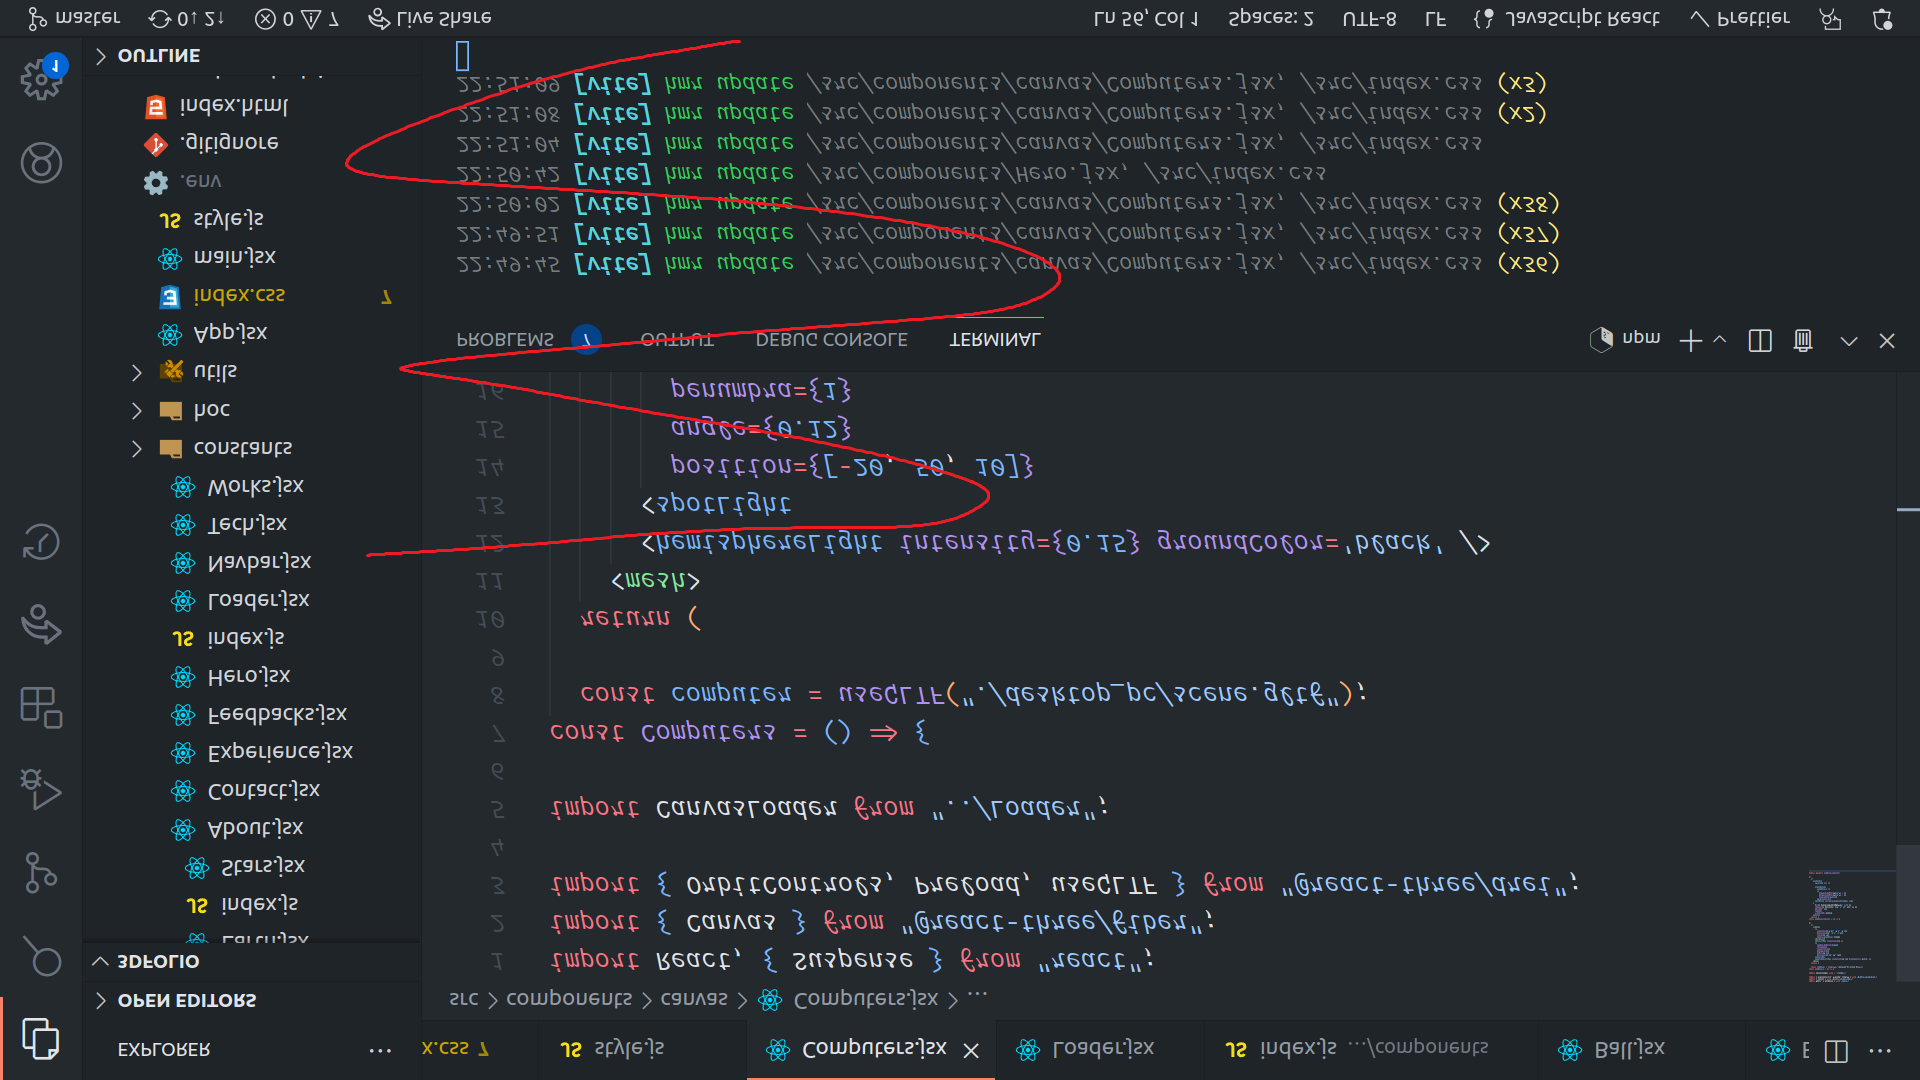 x.css 7
style.js
Computers.jsx
Loader.jsx
index.js .../components
Ball.jsx
E
EXPLORER
OPEN EDITORS
3DFOLIO
Earth.jsx
index.js
Stars.jsx
About.jsx
Contact.jsx
Experience.jsx
Feedbacks.jsx
Hero.jsx
index.js
Loader.jsx
Navbar.jsx
Tech.jsx
Works.jsx
constants
hoc
utils
App.jsx
index.css 7
main.jsx
style.js
.env
.gitignore
index.html
OUTLINE
src > components > canvas > Computers.jsx > ...
1 import React, { Suspense } from "react";
2 import { Canvas } from "@react-three/fiber";
3 import { OrbitControls, Preload, useGLTF } from "@react-three/drei";
4
5 import CanvasLoader from "../Loader";
6
7 const Computers = () => {
8 const computer = useGLTF("./desktop_pc/scene.gltf");
9
10 return (
11 <mesh>
12 <hemisphereLight intensity={0.15} groundColor='black' />
13 <spotLight
14 position={[-20, 50, 10]}
15 angle={0.12}
16 penumbra={1}
PROBLEMS 7 OUTPUT DEBUG CONSOLE TERMINAL
npm
22:49:45 [vite] hmr update /src/components/canvas/Computers.jsx, /src/index.css (x36)
22:49:51 [vite] hmr update /src/components/canvas/Computers.jsx, /src/index.css (x37)
22:50:02 [vite] hmr update /src/components/canvas/Computers.jsx, /src/index.css (x38)
22:50:42 [vite] hmr update /src/components/Hero.jsx, /src/index.css
22:51:04 [vite] hmr update /src/components/canvas/Computers.jsx, /src/index.css
22:51:08 [vite] hmr update /src/components/canvas/Computers.jsx, /src/index.css (x2)
22:51:09 [vite] hmr update /src/components/canvas/Computers.jsx, /src/index.css (x3)
1
master 0↓ 2↑ 0 7 Live Share
Ln 56, Col 1 Spaces: 2 UTF-8 LF {} JavaScript React Prettier